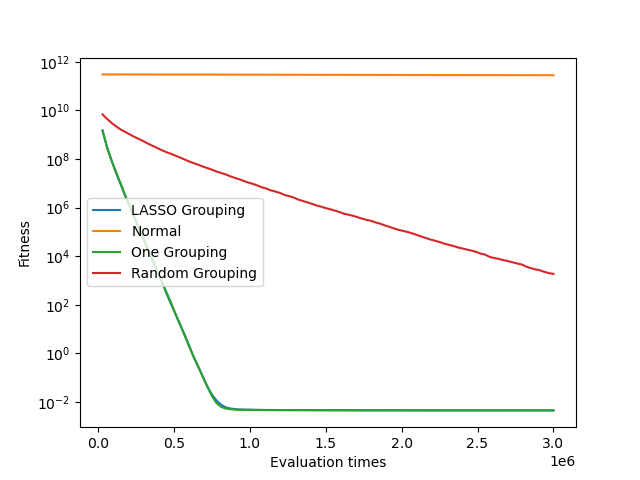 10^12
10^10
10^8
10^6
10^4
10^2
10^0
10^−2
Fitness
LASSO Grouping
Normal
One Grouping
Random Grouping
0.0 0.5 1.0 1.5 2.0 2.5 3.0
1e6
Evaluation times